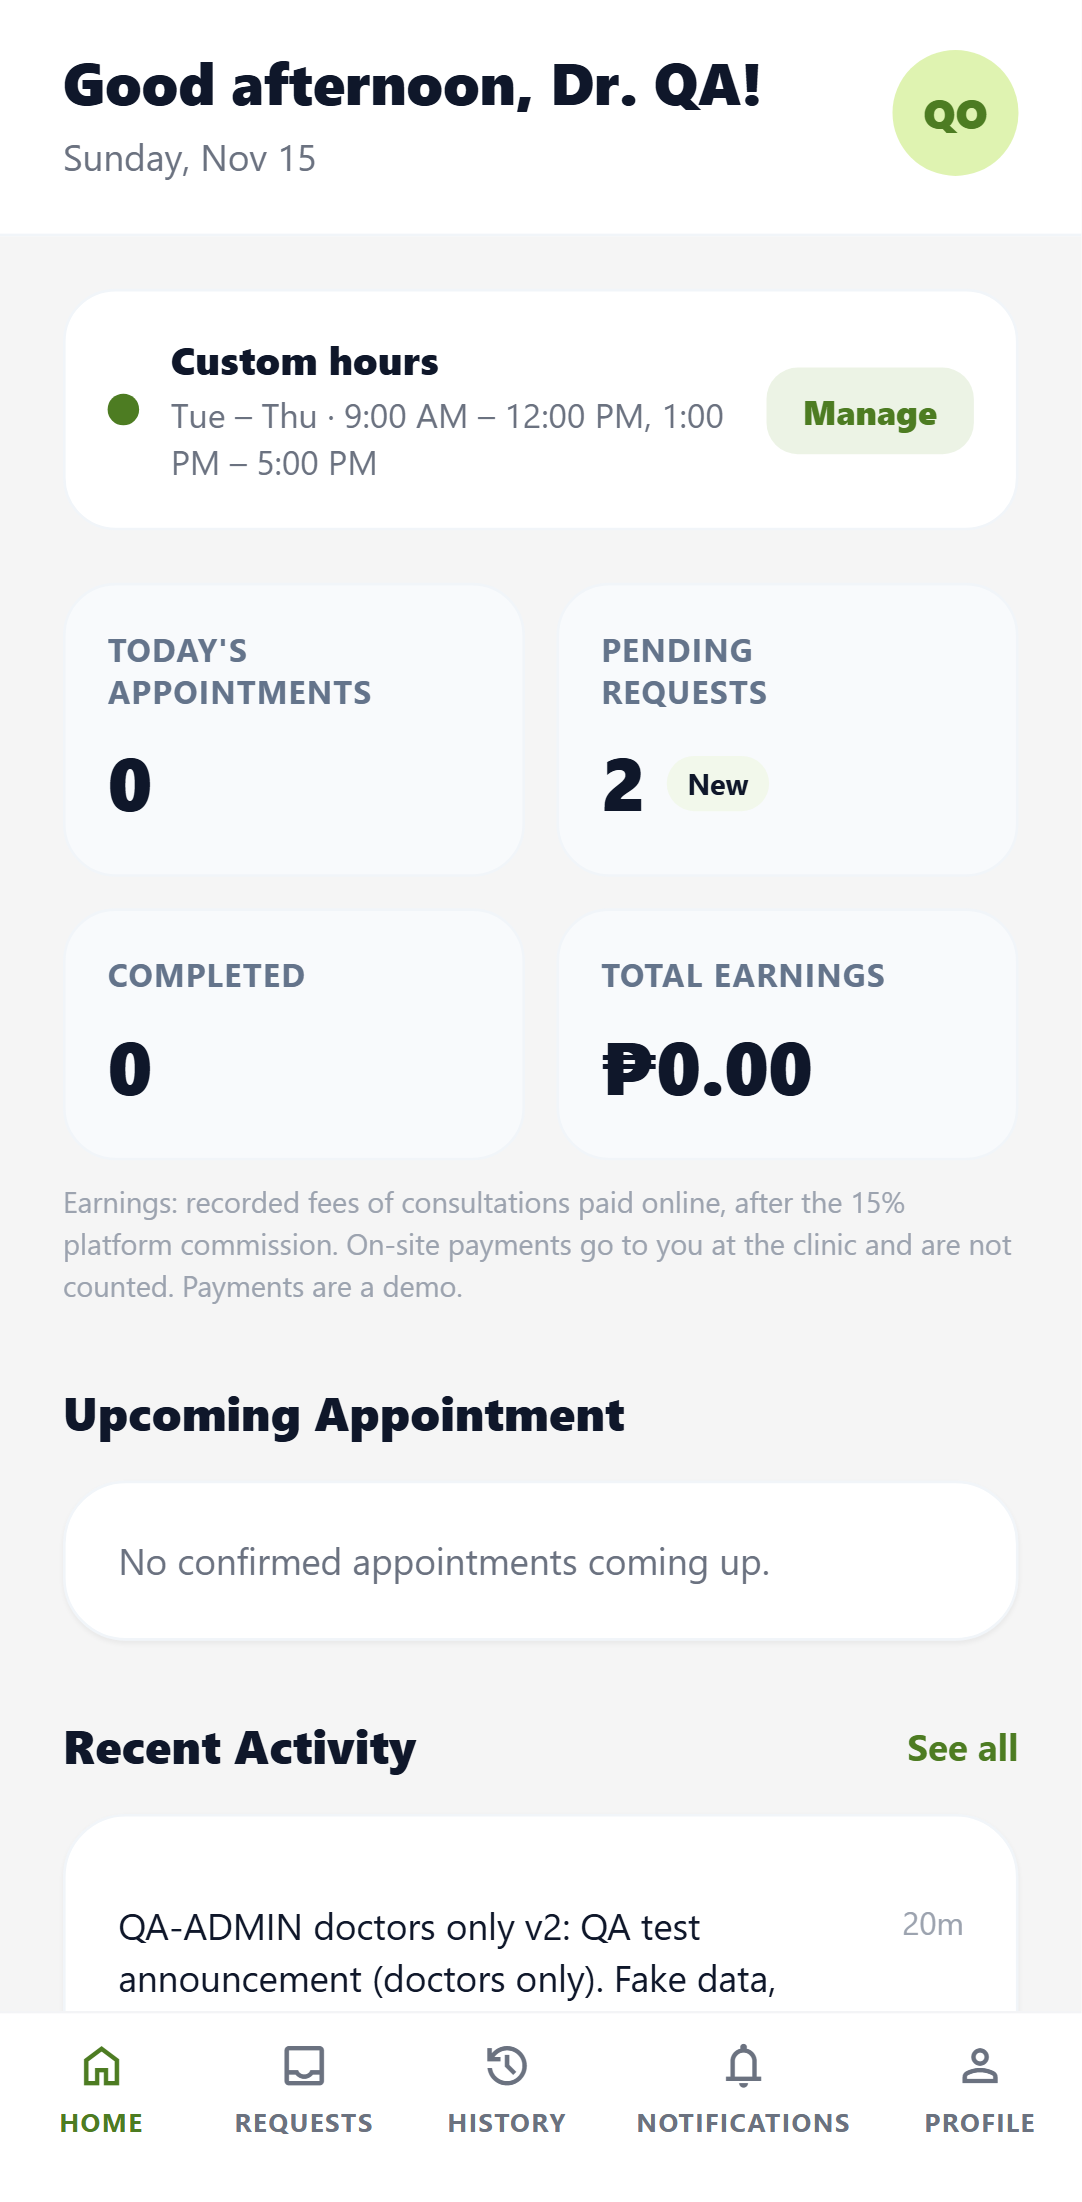 Good afternoon, Dr. QA!
Sunday, Nov 15
QO
Custom hours
Tue – Thu · 9:00 AM – 12:00 PM, 1:00
PM – 5:00 PM
Manage
TODAY'S
APPOINTMENTS
0
PENDING
REQUESTS
2 New
COMPLETED
0
TOTAL EARNINGS
₱0.00
Earnings: recorded fees of consultations paid online, after the 15%
platform commission. On-site payments go to you at the clinic and are not
counted. Payments are a demo.
Upcoming Appointment
No confirmed appointments coming up.
Recent Activity
See all
QA-ADMIN doctors only v2: QA test
20m
announcement (doctors only). Fake data,
HOME
REQUESTS
HISTORY
NOTIFICATIONS
PROFILE